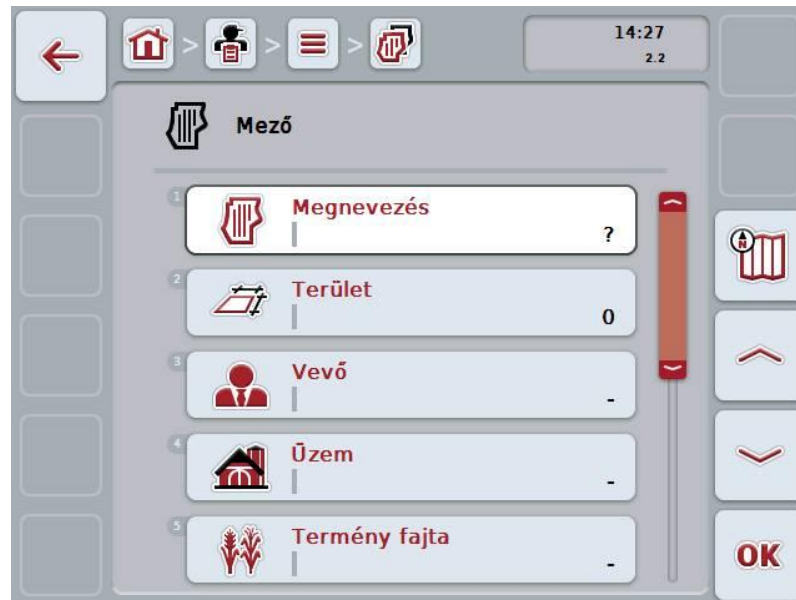 14:27
2.2
Mező
1
Megnevezés
?
2
Terület
0
3
Vevő
-
4
Üzem
-
5
Termény fajta
-
OK
N